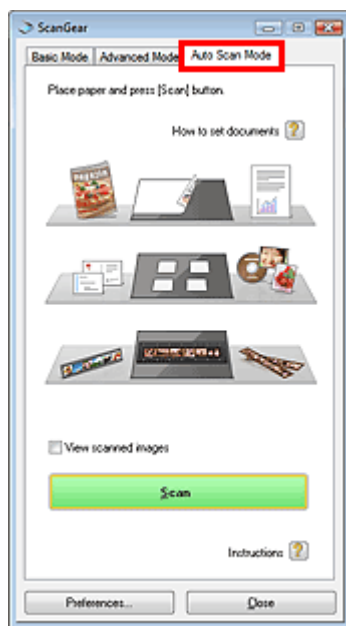 ScanGear
Basic Mode Advanced Mode Auto Scan Mode
Place paper and press [Scan] button.
How to set documents
magazine
View scanned images
Scan
Instructions
Preferences... Close